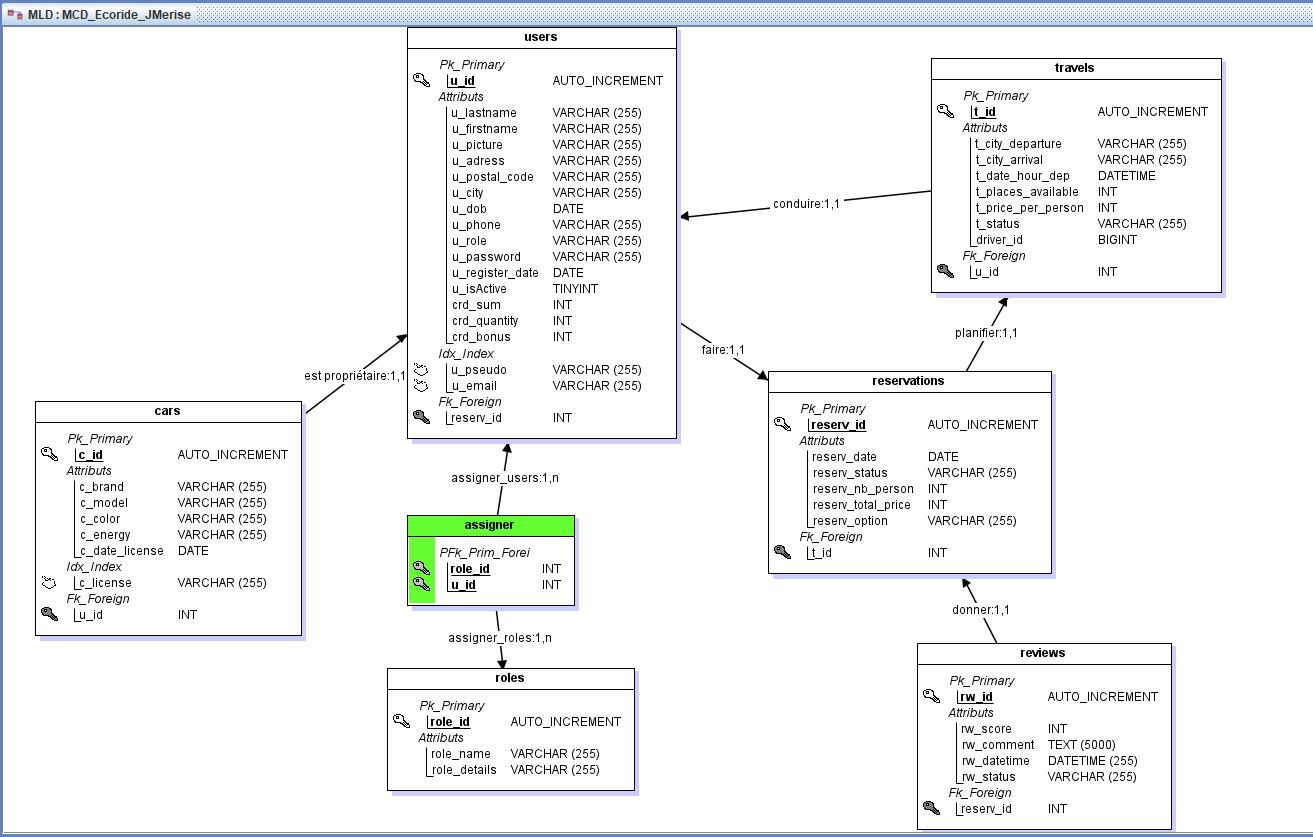 MLD : MCD_Ecoride_JMerise
users
Pk_Primary
u_id AUTO_INCREMENT
Attributs
u_lastname VARCHAR (255)
u_firstname VARCHAR (255)
u_picture VARCHAR (255)
u_adress VARCHAR (255)
u_postal_code VARCHAR (255)
u_city VARCHAR (255)
u_dob DATE
u_phone VARCHAR (255)
u_role VARCHAR (255)
u_password VARCHAR (255)
u_register_date DATE
u_isActive TINYINT
crd_sum INT
crd_quantity INT
crd_bonus INT
Idx_Index
u_pseudo VARCHAR (255)
u_email VARCHAR (255)
Fk_Foreign
reserv_id INT
travels
Pk_Primary
t_id AUTO_INCREMENT
Attributs
t_city_departure VARCHAR (255)
t_city_arrival VARCHAR (255)
t_date_hour_dep DATETIME
t_places_available INT
t_price_per_person INT
t_status VARCHAR (255)
driver_id BIGINT
Fk_Foreign
u_id INT
conduire:1,1
faire:1,1
planifier:1,1
est propriétaire:1,1
cars
Pk_Primary
c_id AUTO_INCREMENT
Attributs
c_brand VARCHAR (255)
c_model VARCHAR (255)
c_color VARCHAR (255)
c_energy VARCHAR (255)
c_date_license DATE
Idx_Index
c_license VARCHAR (255)
Fk_Foreign
u_id INT
reservations
Pk_Primary
reserv_id AUTO_INCREMENT
Attributs
reserv_date DATE
reserv_status VARCHAR (255)
reserv_nb_person INT
reserv_total_price INT
reserv_option VARCHAR (255)
Fk_Foreign
t_id INT
assigner_users:1,n
assigner
PFk_Prim_Forei
role_id INT
u_id INT
assigner_roles:1,n
donner:1,1
roles
Pk_Primary
role_id AUTO_INCREMENT
Attributs
role_name VARCHAR (255)
role_details VARCHAR (255)
reviews
Pk_Primary
rw_id AUTO_INCREMENT
Attributs
rw_score INT
rw_comment TEXT (5000)
rw_datetime DATETIME (255)
rw_status VARCHAR (255)
Fk_Foreign
reserv_id INT